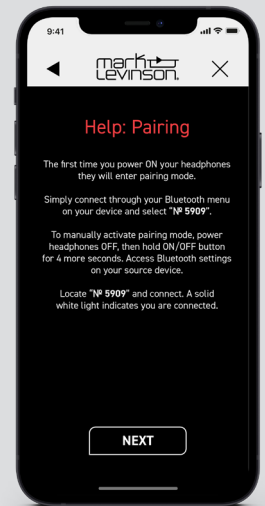 9:41
mark
Levinson.
Help: Pairing
The first time you power ON your headphones
they will enter pairing mode.
Simply connect through your Bluetooth menu
on your device and select "Nº 5909".
To manually activate pairing mode, power
headphones OFF, then hold ON/OFF button
for 4 more seconds. Access Bluetooth settings
on your source device.
Locate "Nº 5909" and connect. A solid
white light indicates you are connected.
NEXT